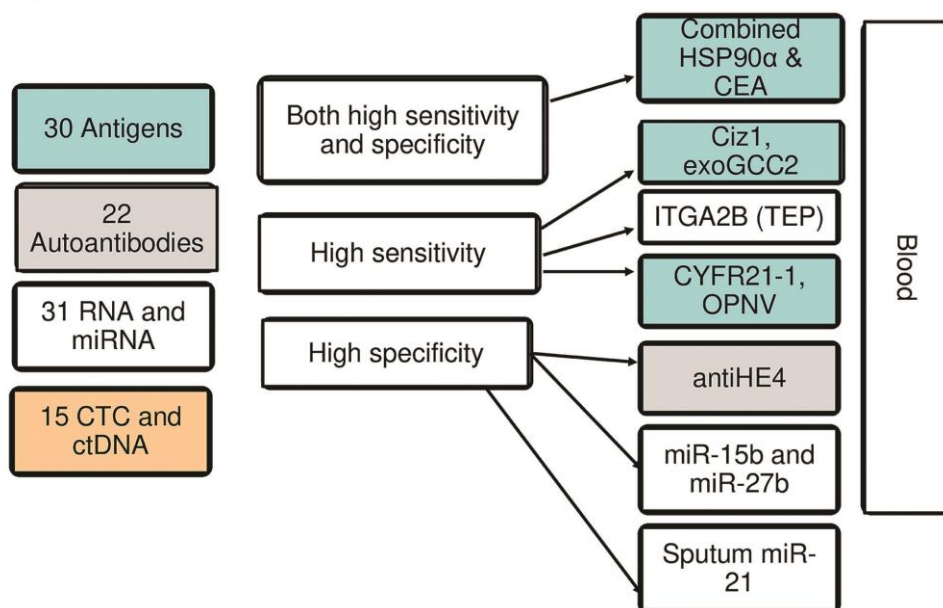 30 Antigens
22
Autoantibodies
31 RNA and
miRNA
15 CTC and
ctDNA
Both high sensitivity
and specificity
High sensitivity
High specificity
Combined
HSP90α &
CEA
Ciz1,
exoGCC2
ITGA2B (TEP)
CYFR21-1,
OPNV
antiHE4
miR-15b and
miR-27b
Sputum miR-
21
Blood